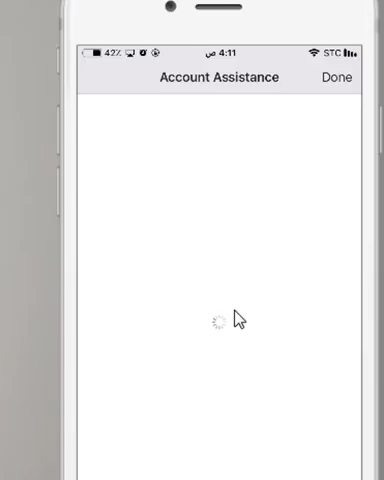 42% 4:11 ص STC
Account Assistance Done